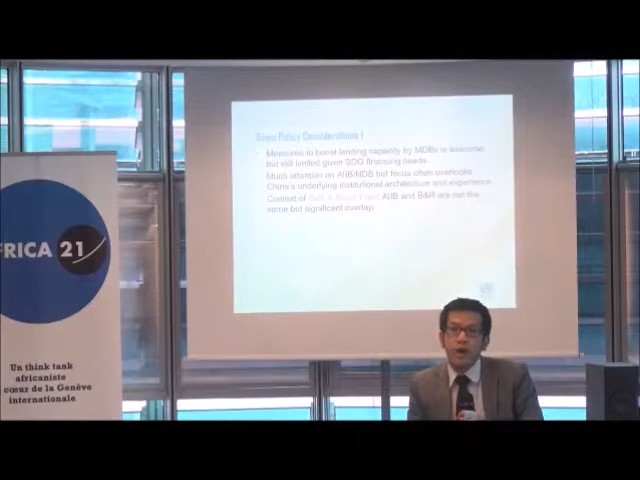 Some Policy Considerations I
Measures to boost lending capacity by MDBs is welcome
but still limited given SDG financing needs
Much attention on AIIB/NDB but focus often overlooks
China's underlying institutional architecture and experience
Context of AIIB and B&R are not the
same but significant overlap
FRICA 21
Un think tank
africaniste
cœur de la Genève
internationale